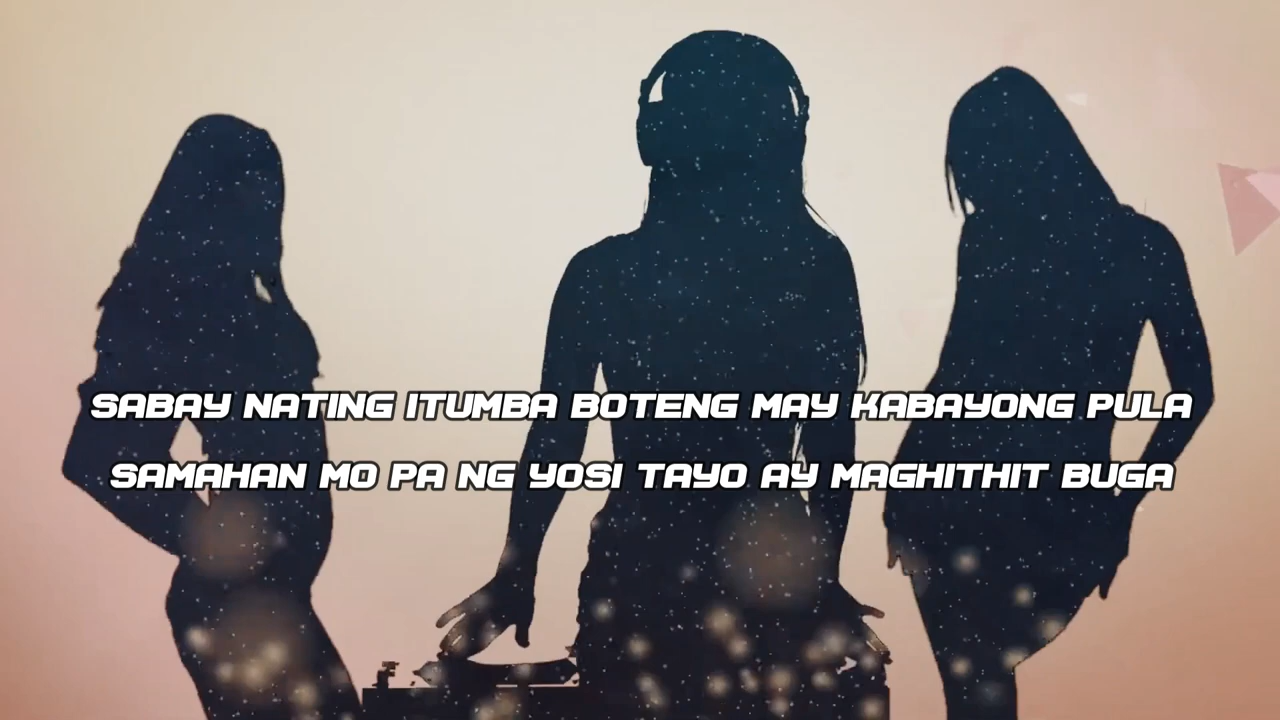 SABAY NATING ITUMBA BOTENG MAY KABAYONG PULA
SAMAHAN MO PA NG YOSI TAYO AY MAGHITHIT BUGA